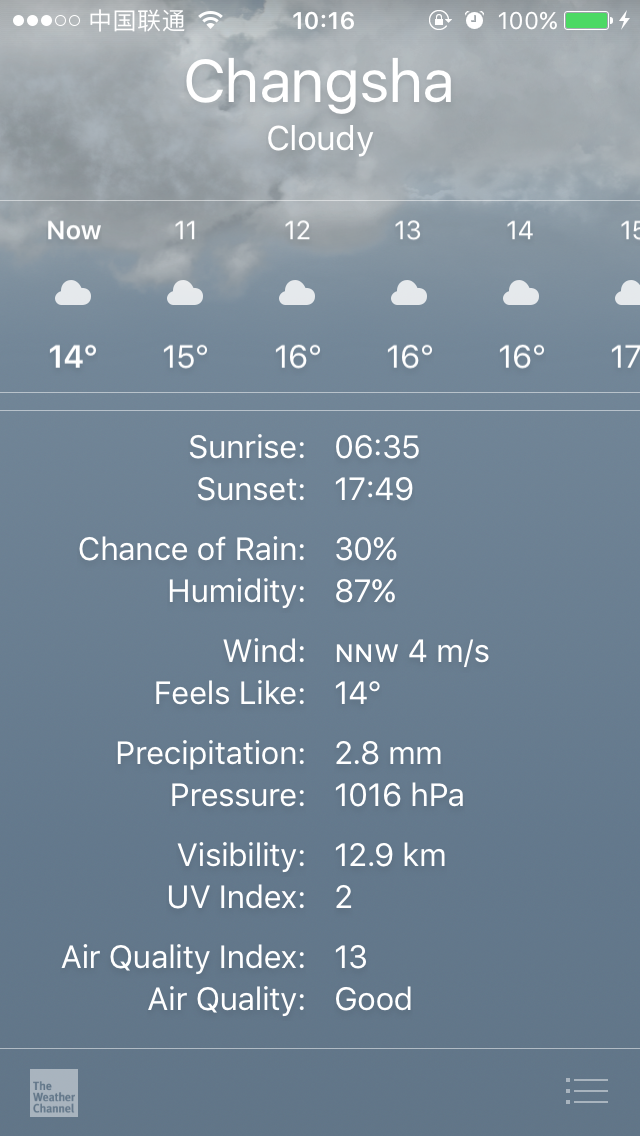 中国联通 10:16 100%
Changsha
Cloudy
Now 11 12 13 14 15
14° 15° 16° 16° 16° 17
Sunrise: 06:35
Sunset: 17:49
Chance of Rain: 30%
Humidity: 87%
Wind: NNW 4 m/s
Feels Like: 14°
Precipitation: 2.8 mm
Pressure: 1016 hPa
Visibility: 12.9 km
UV Index: 2
Air Quality Index: 13
Air Quality: Good
The
Weather
Channel